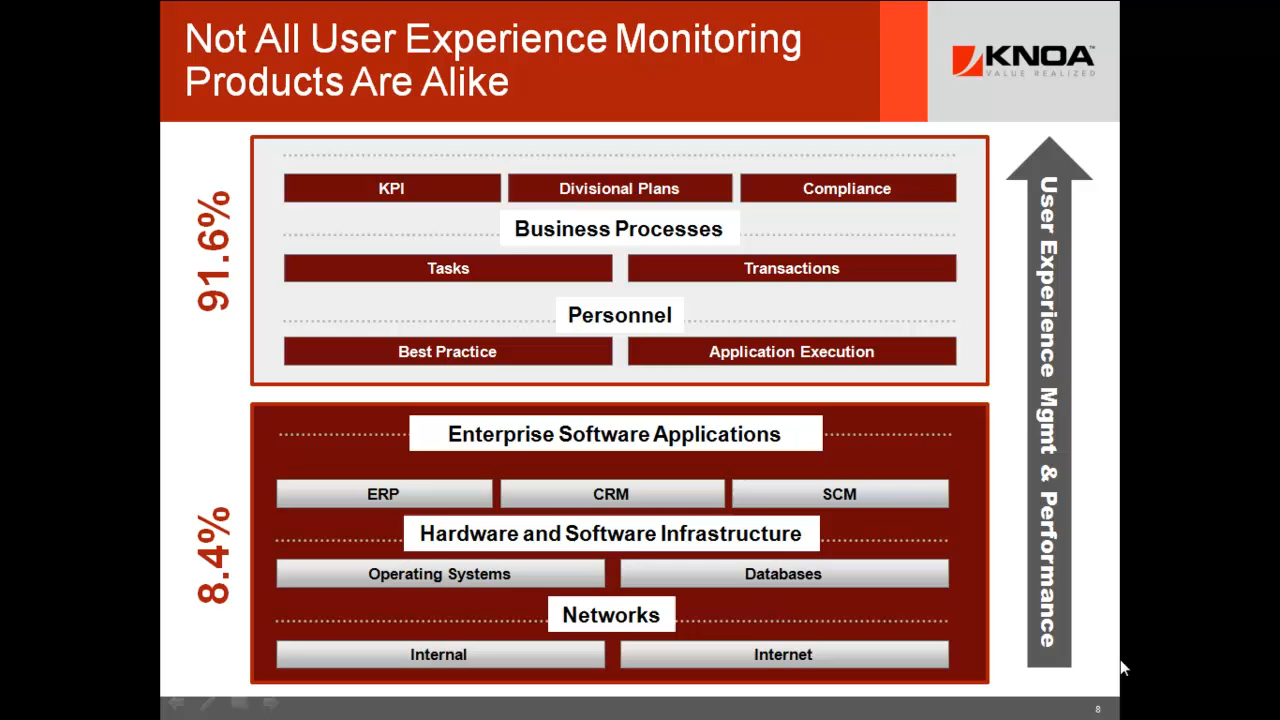 Not All User Experience Monitoring
Products Are Alike
KNOA™
VALUE REALIZED
91.6%
KPI
Divisional Plans
Compliance
Business Processes
Tasks
Transactions
Personnel
Best Practice
Application Execution
8.4%
Enterprise Software Applications
ERP
CRM
SCM
Hardware and Software Infrastructure
Operating Systems
Databases
Networks
Internal
Internet
User Experience Mgmt & Performance
8